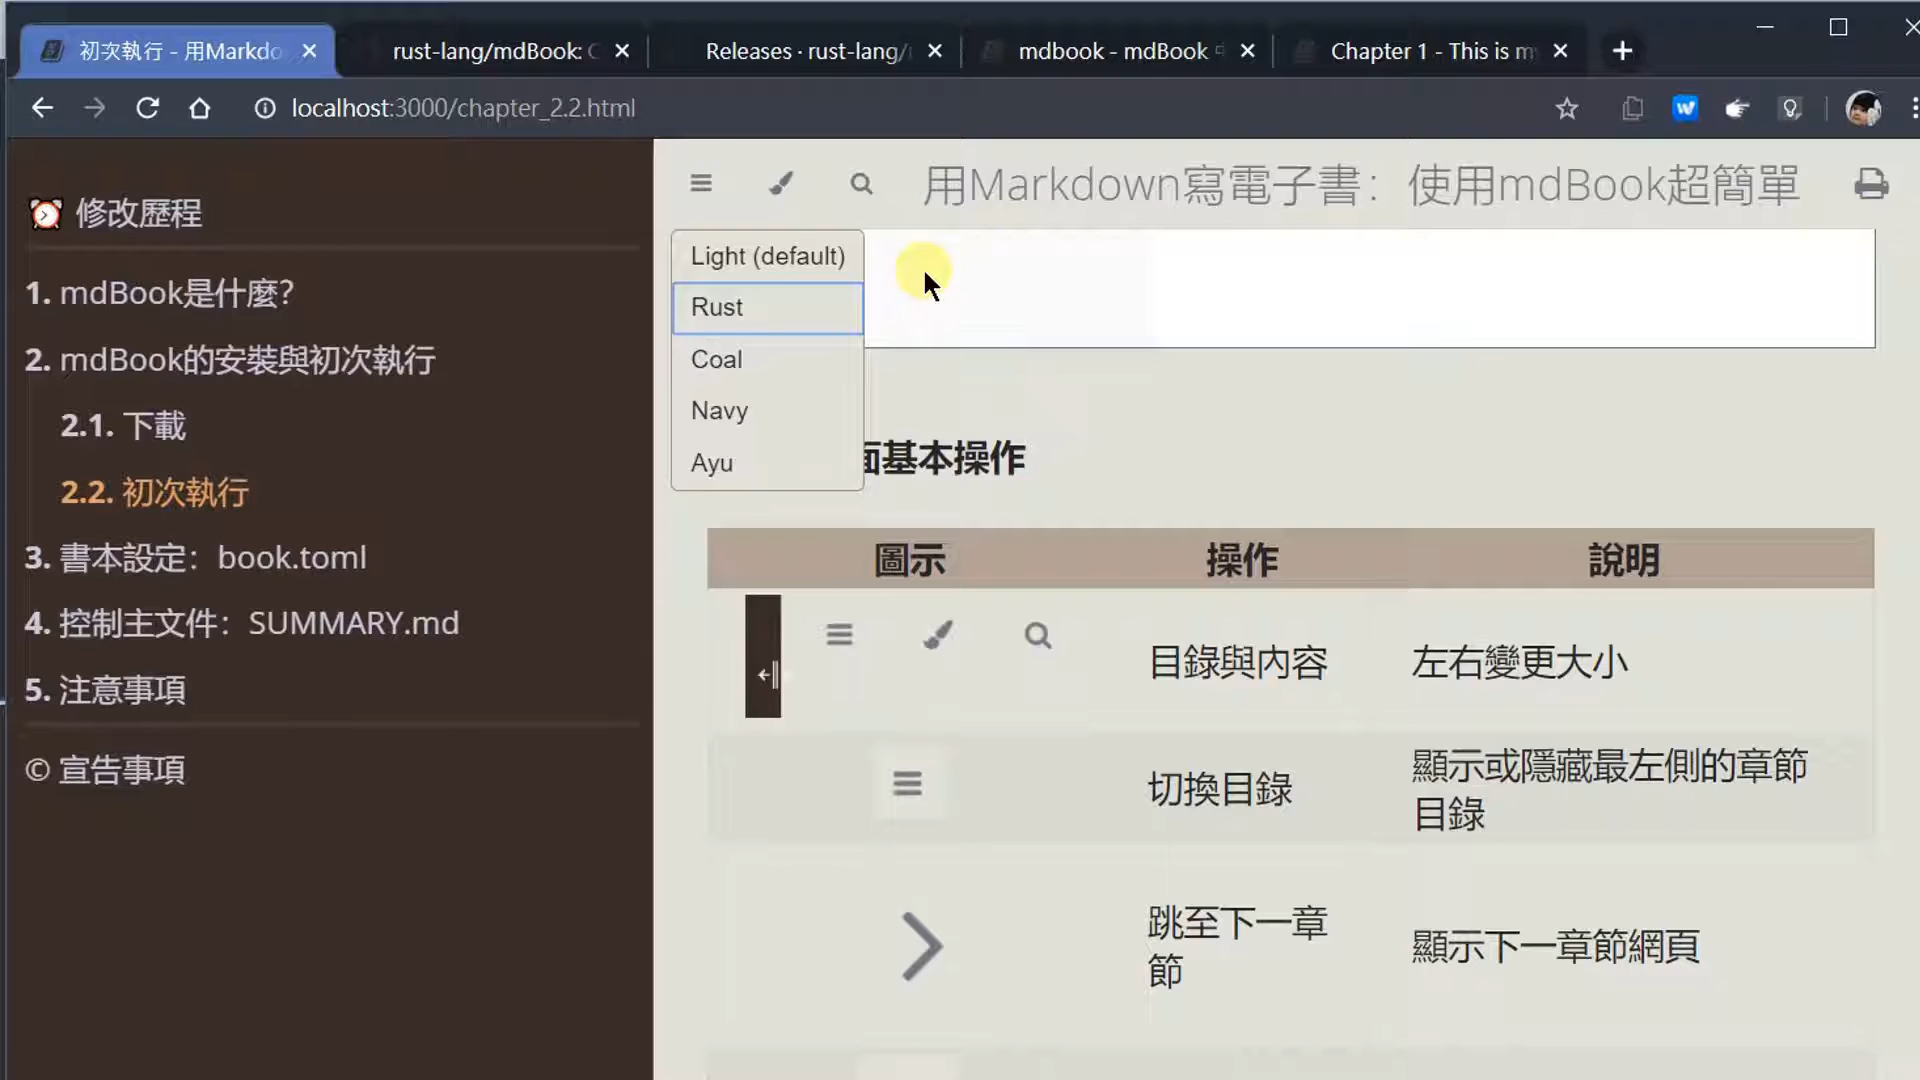 初次執行 - 用Markdo
rust-lang/mdBook:
Releases · rust-lang/
mdbook - mdBook
Chapter 1 - This is my
localhost:3000/chapter_2.2.html
修改歷程
1. mdBook是什麼?
2. mdBook的安裝與初次執行
2.1. 下載
2.2. 初次執行
3. 書本設定：book.toml
4. 控制主文件：SUMMARY.md
5. 注意事項
© 宣告事項
用Markdown寫電子書：使用mdBook超簡單
Light (default)
Rust
Coal
Navy
Ayu
面基本操作
圖示 操作 說明
目錄與內容 左右變更大小
切換目錄 顯示或隱藏最左側的章節
目錄
跳至下一章
節 顯示下一章節網頁